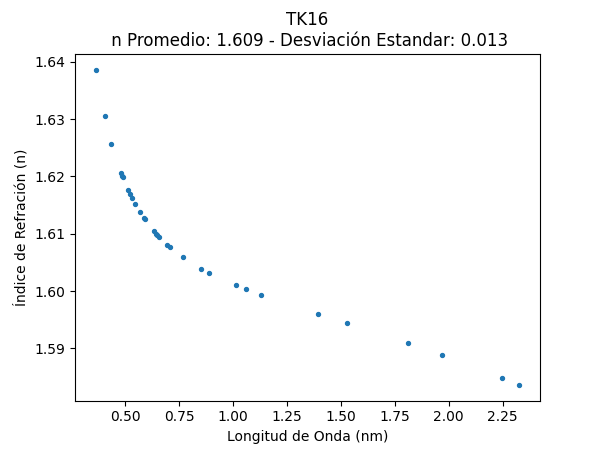 TK16
n Promedio: 1.609 - Desviación Estandar: 0.013
1.64
1.63
1.62
1.61
1.60
1.59
Índice de Refración (n)
0.50 0.75 1.00 1.25 1.50 1.75 2.00 2.25
Longitud de Onda (nm)